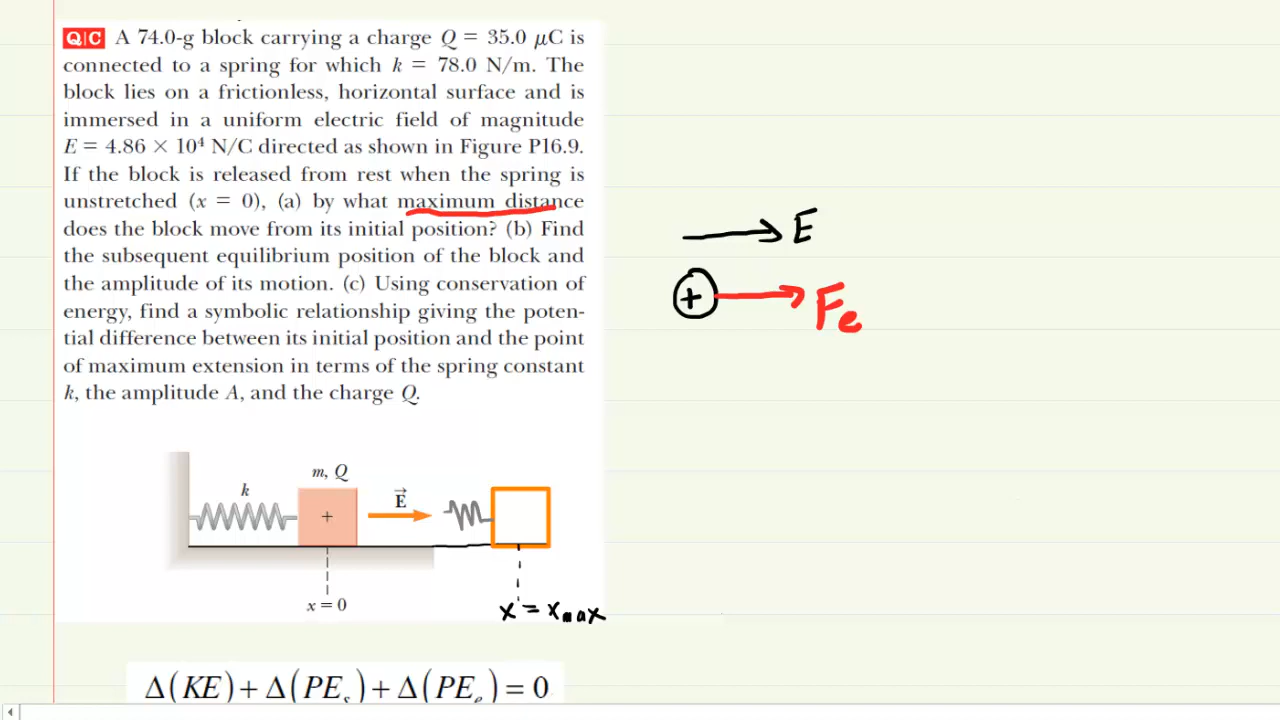 Q|C A 74.0-g block carrying a charge Q = 35.0 μC is
connected to a spring for which k = 78.0 N/m. The
block lies on a frictionless, horizontal surface and is
immersed in a uniform electric field of magnitude
E = 4.86 × 10⁴ N/C directed as shown in Figure P16.9.
If the block is released from rest when the spring is
unstretched (x = 0), (a) by what maximum distance
does the block move from its initial position? (b) Find
the subsequent equilibrium position of the block and
the amplitude of its motion. (c) Using conservation of
energy, find a symbolic relationship giving the poten-
tial difference between its initial position and the point
of maximum extension in terms of the spring constant
k, the amplitude A, and the charge Q.
E
+
Fe
m, Q
k
E
+
x = 0
x = xmax
Δ(KE) + Δ(PEs) + Δ(PEe) = 0